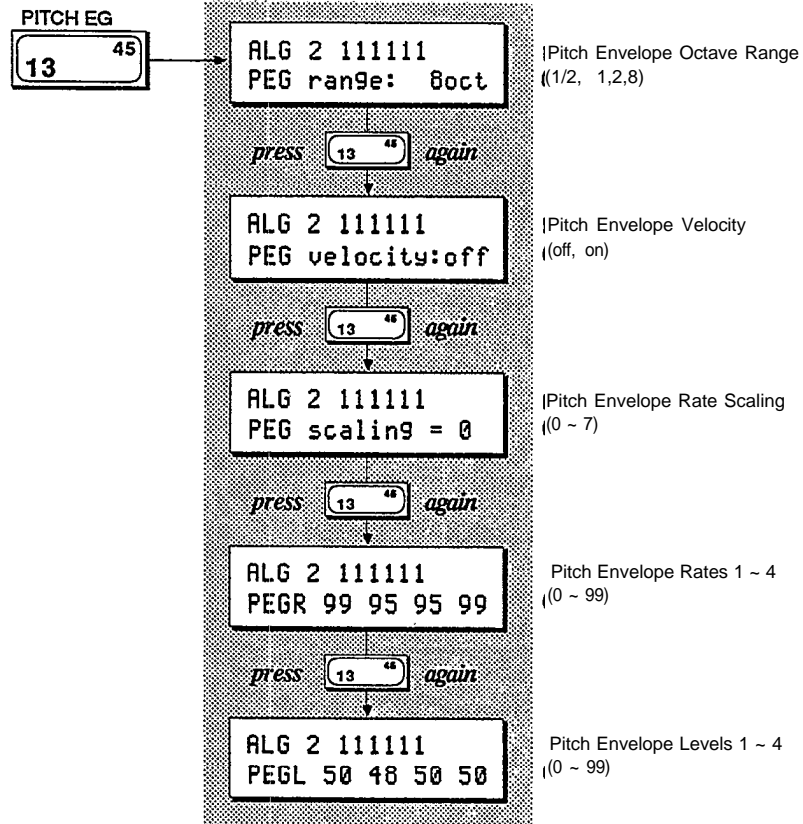 PITCH EG
13 45
ALG 2 111111
PEG range: 8oct
Pitch Envelope Octave Range
(1/2, 1,2,8)
press 13 45 again
ALG 2 111111
PEG velocity:off
Pitch Envelope Velocity
(off, on)
press 13 45 again
ALG 2 111111
PEG scaling = 0
Pitch Envelope Rate Scaling
(0 ~ 7)
press 13 45 again
ALG 2 111111
PEGR 99 95 95 99
Pitch Envelope Rates 1 ~ 4
(0 ~ 99)
press 13 45 again
ALG 2 111111
PEGL 50 48 50 50
Pitch Envelope Levels 1 ~ 4
(0 ~ 99)